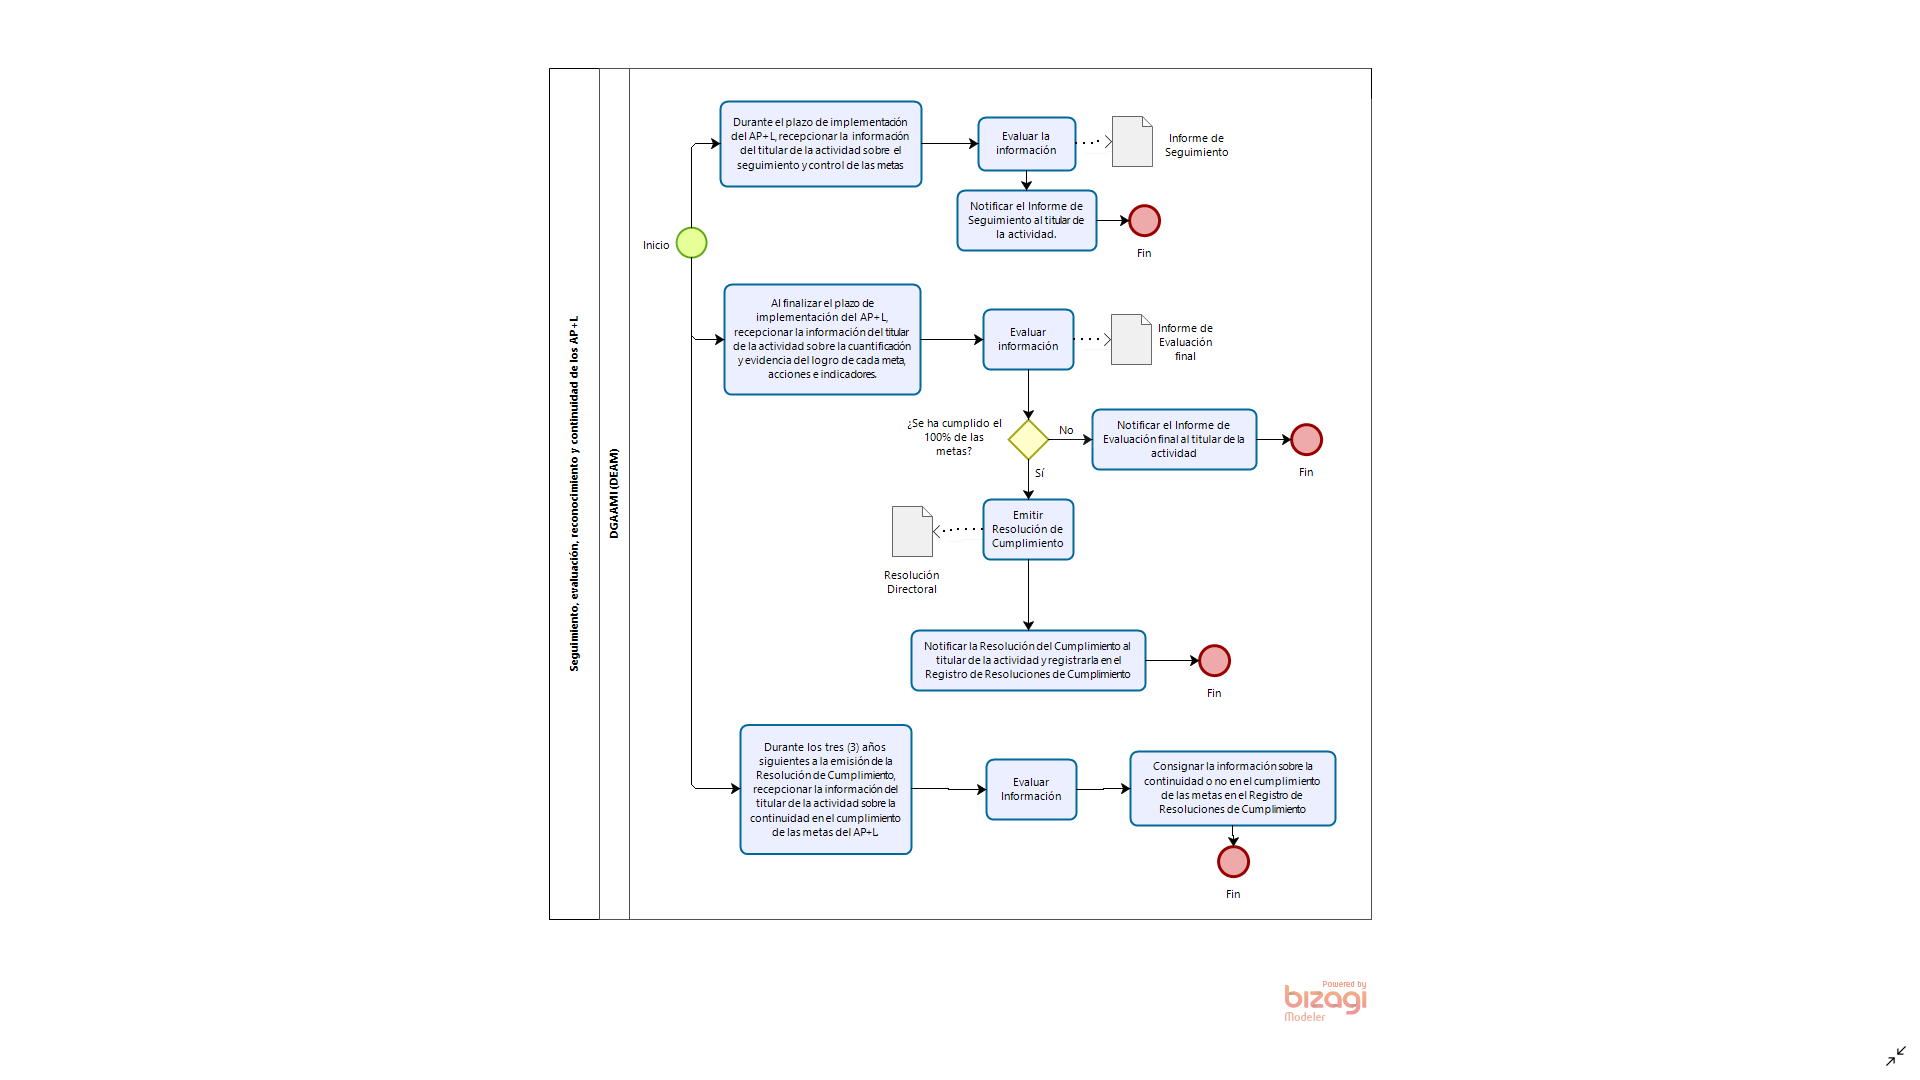 Seguimiento, evaluación, reconocimiento y continuidad de los AP+L
DGAAMI (DEAM)
Inicio
Durante el plazo de implementación
del AP+L, recepcionar la información
del titular de la actividad sobre el
seguimiento y control de las metas
Evaluar la
información
Informe de
Seguimiento
Notificar el Informe de
Seguimiento al titular de
la actividad.
Fin
Al finalizar el plazo de
implementación del AP+L,
recepcionar la información del titular
de la actividad sobre la cuantificación
y evidencia del logro de cada meta,
acciones e indicadores.
Evaluar
información
Informe de
Evaluación
final
¿Se ha cumplido el
100% de las
metas?
No
Notificar el Informe de
Evaluación final al titular de la
actividad
Fin
Sí
Emitir
Resolución de
Cumplimiento
Resolución
Directoral
Notificar la Resolución del Cumplimiento al
titular de la actividad y registrarla en el
Registro de Resoluciones de Cumplimiento
Fin
Durante los tres (3) años
siguientes a la emisión de la
Resolución de Cumplimiento,
recepcionar la información del
titular de la actividad sobre la
continuidad en el cumplimiento
de las metas del AP+L.
Evaluar
Información
Consignar la información sobre la
continuidad o no en el cumplimiento
de las metas en el Registro de
Resoluciones de Cumplimiento
Fin
Powered by
bizagi
Modeler